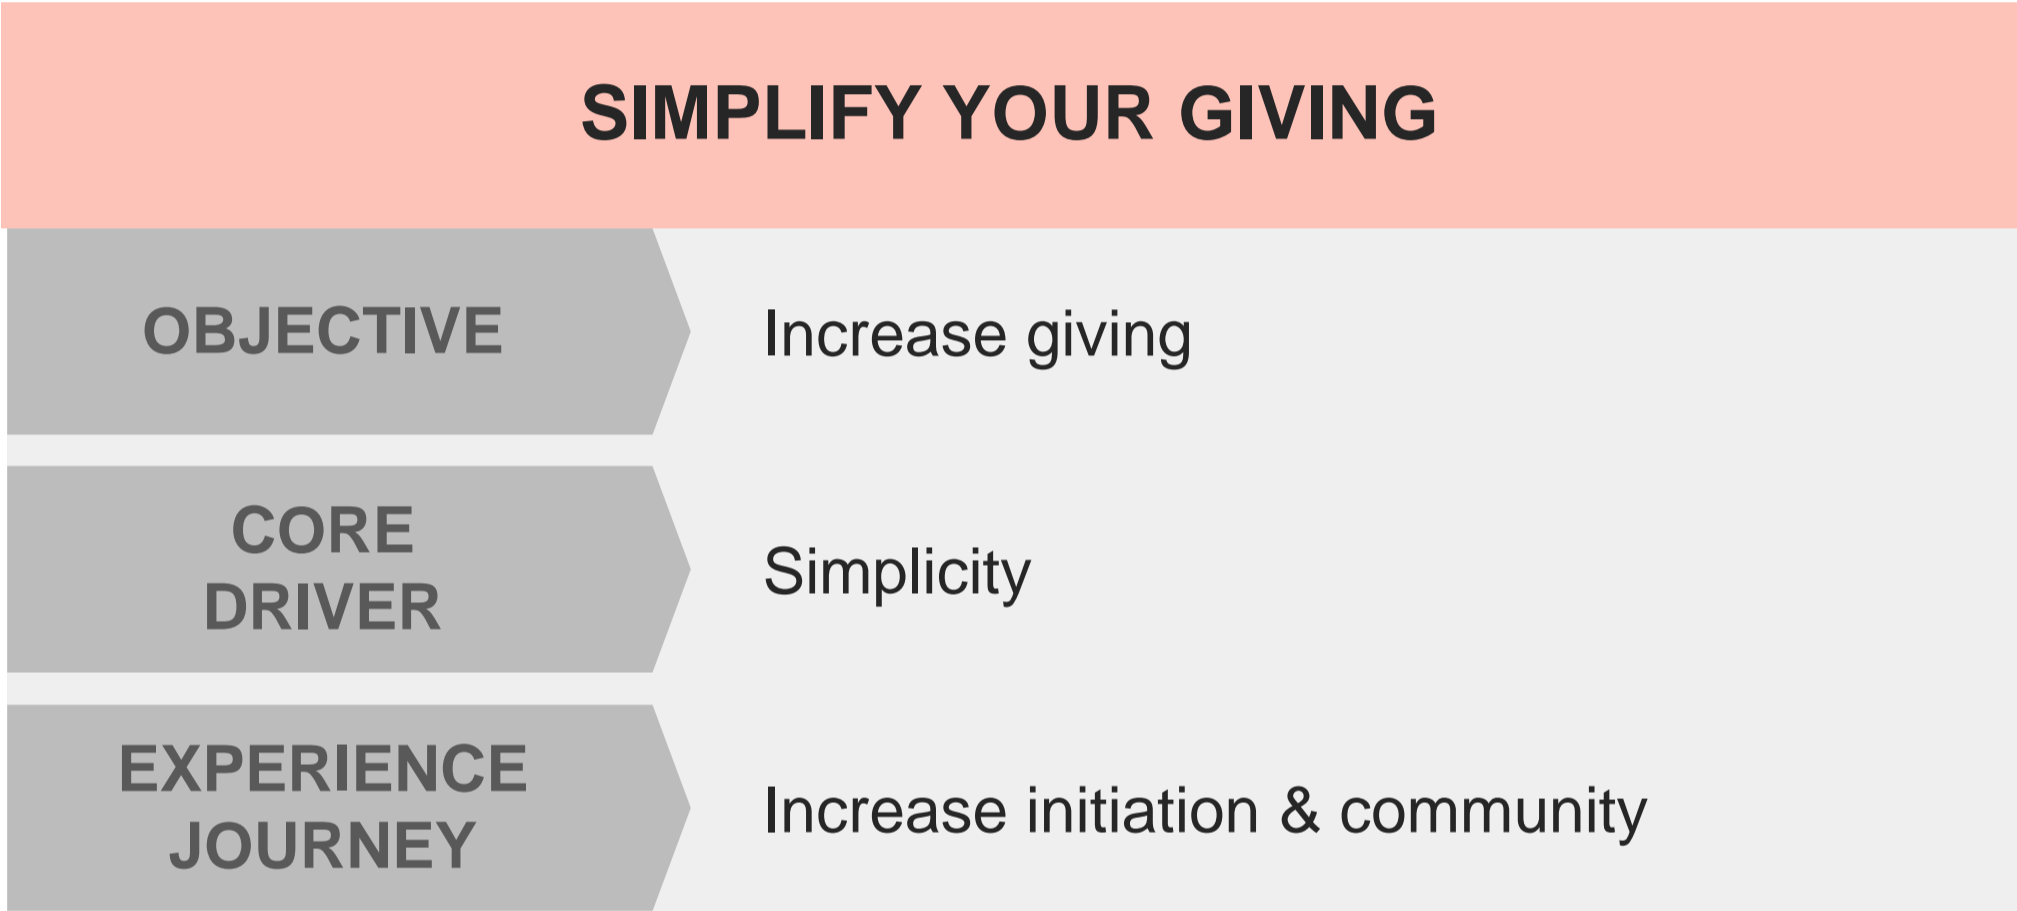 SIMPLIFY YOUR GIVING
OBJECTIVE
Increase giving
CORE
DRIVER
Simplicity
EXPERIENCE
JOURNEY
Increase initiation & community